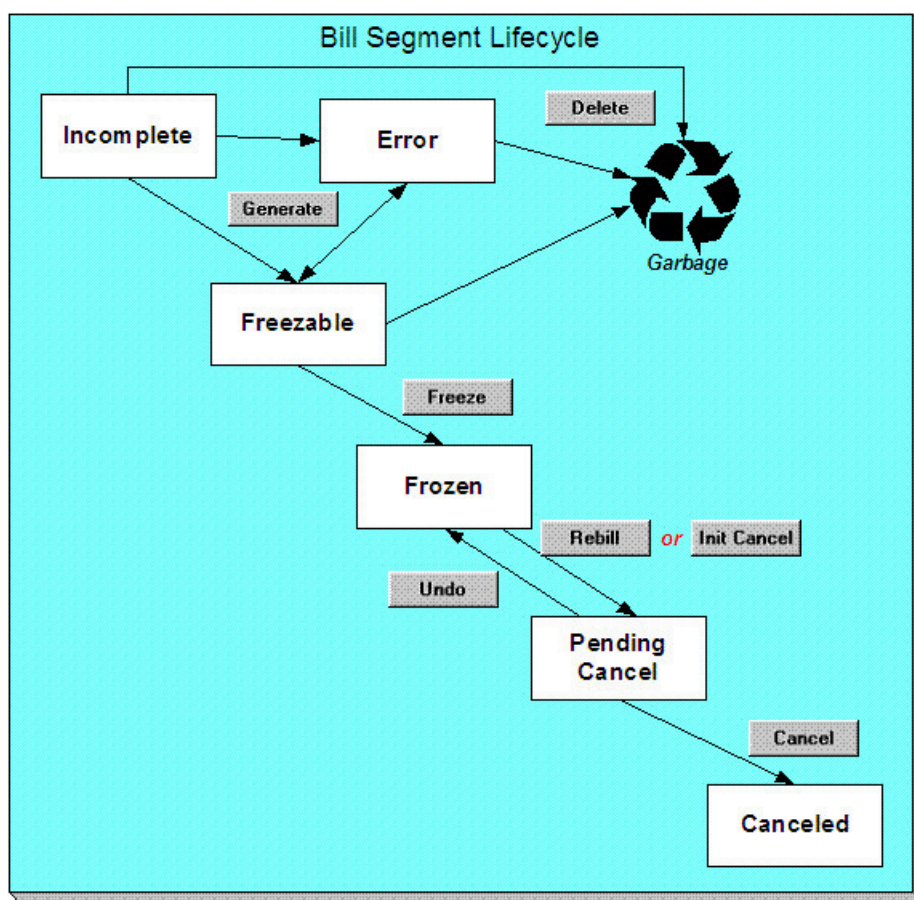 Bill Segment Lifecycle
Delete
Incomplete
Error
Generate
Garbage
Freezable
Freeze
Frozen
Rebill or Init Cancel
Undo
Pending
Cancel
Cancel
Canceled